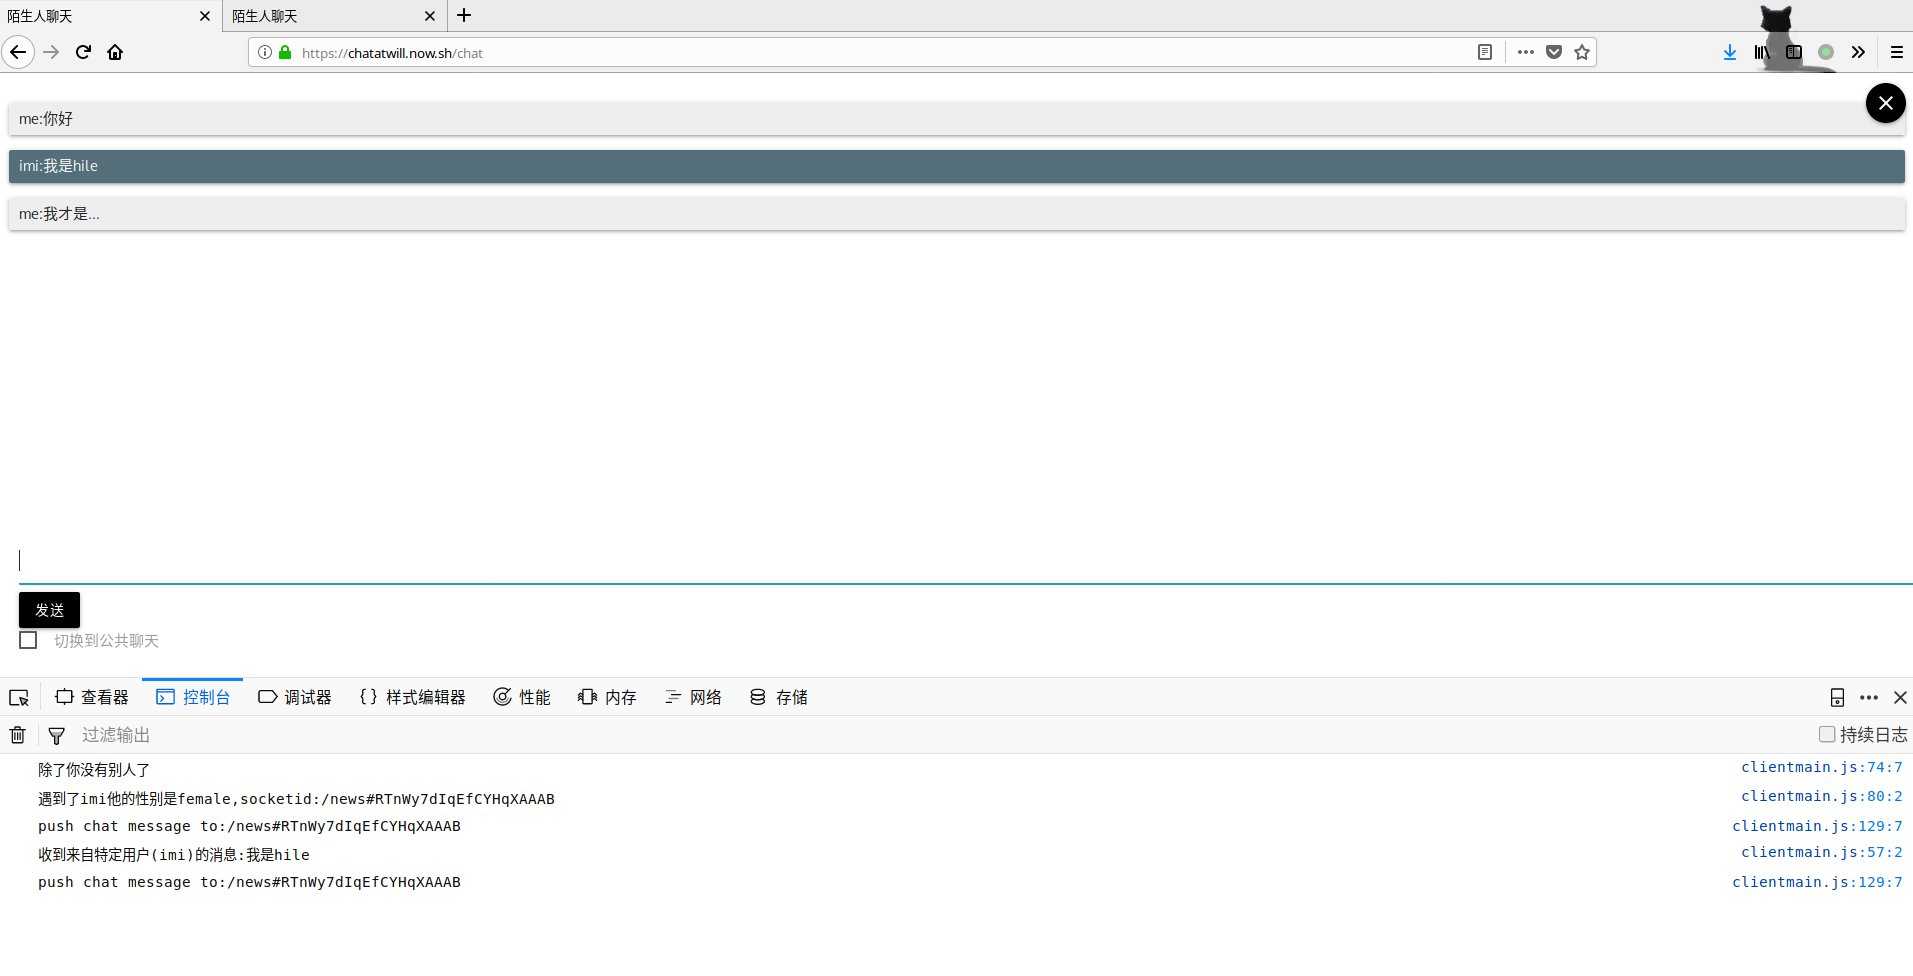 陌生人聊天
陌生人聊天
https://chatatwill.now.sh/chat
me:你好
imi:我是hile
me:我才是...
发送
切换到公共聊天
查看器 控制台 调试器 样式编辑器 性能 内存 网络 存储
过滤输出 持续日志
除了你没有别人了 clientmain.js:74:7
遇到了imi他的性别是female,socketid:/news#RTnWy7dIqEfCYHqXAAAB clientmain.js:80:2
push chat message to:/news#RTnWy7dIqEfCYHqXAAAB clientmain.js:129:7
收到来自特定用户(imi)的消息:我是hile clientmain.js:57:2
push chat message to:/news#RTnWy7dIqEfCYHqXAAAB clientmain.js:129:7